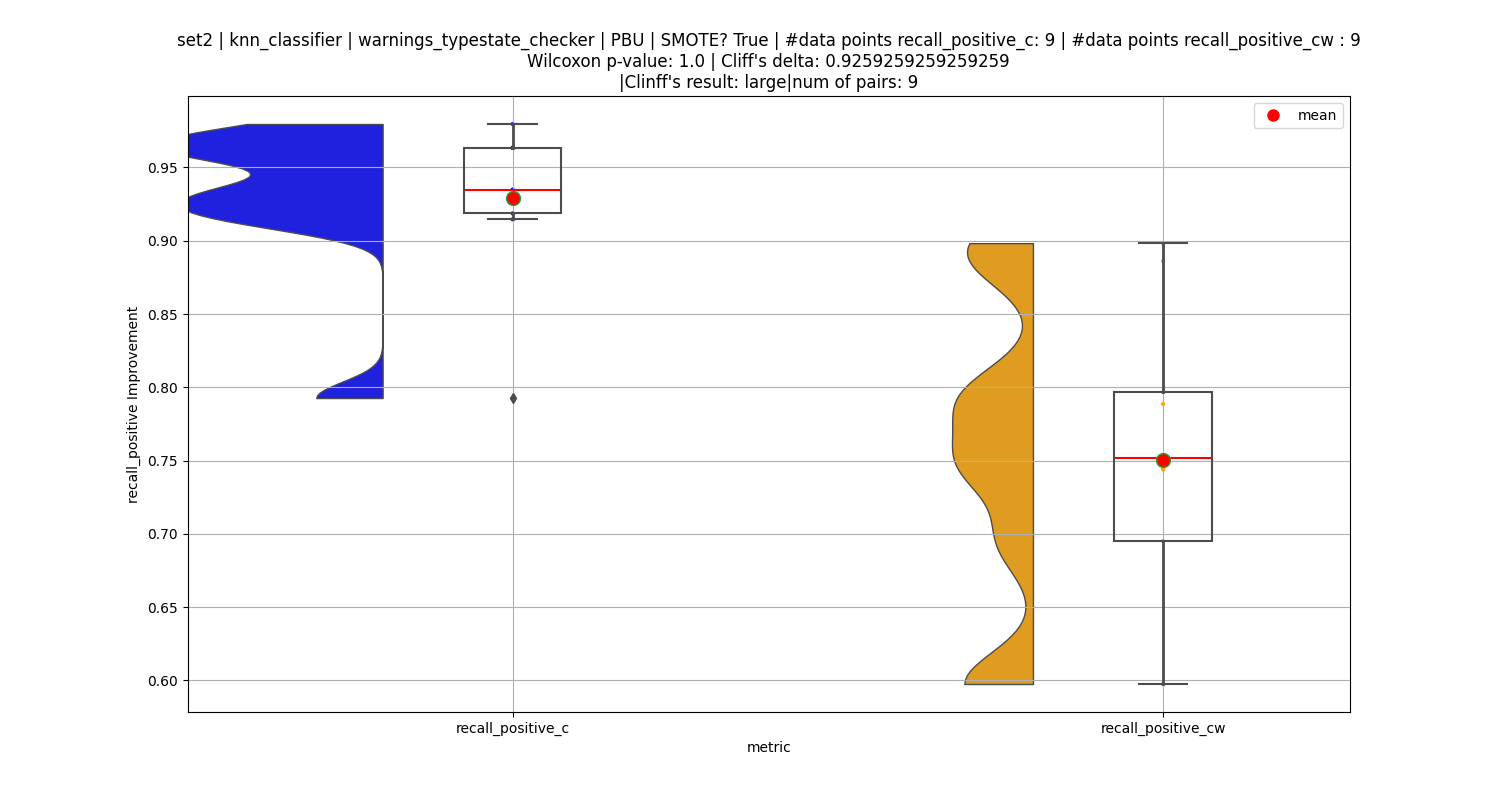 set2 | knn_classifier | warnings_typestate_checker | PBU | SMOTE? True | #data points recall_positive_c: 9 | #data points recall_positive_cw : 9
Wilcoxon p-value: 1.0 | Cliff's delta: 0.9259259259259259
|Clinff's result: large|num of pairs: 9
mean
0.95
0.90
0.85
0.80
0.75
0.70
0.65
0.60
recall_positive Improvement
recall_positive_c
recall_positive_cw
metric